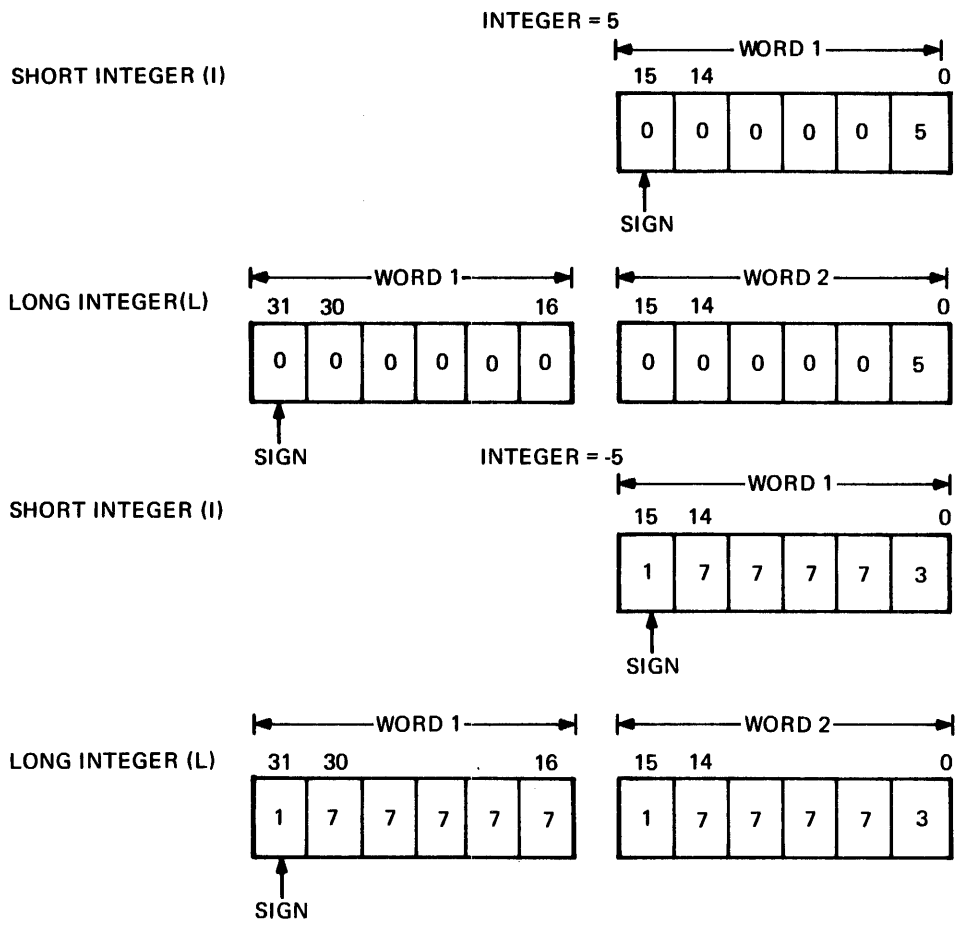 INTEGER = 5
WORD 1
SHORT INTEGER (I)
15 14 0
0 0 0 0 0 5
SIGN
WORD 1 WORD 2
LONG INTEGER(L)
31 30 16 15 14 0
0 0 0 0 0 0 0 0 0 0 0 5
SIGN
INTEGER = -5
WORD 1
SHORT INTEGER (I)
15 14 0
1 7 7 7 7 3
SIGN
WORD 1 WORD 2
LONG INTEGER (L)
31 30 16 15 14 0
1 7 7 7 7 7 1 7 7 7 7 3
SIGN